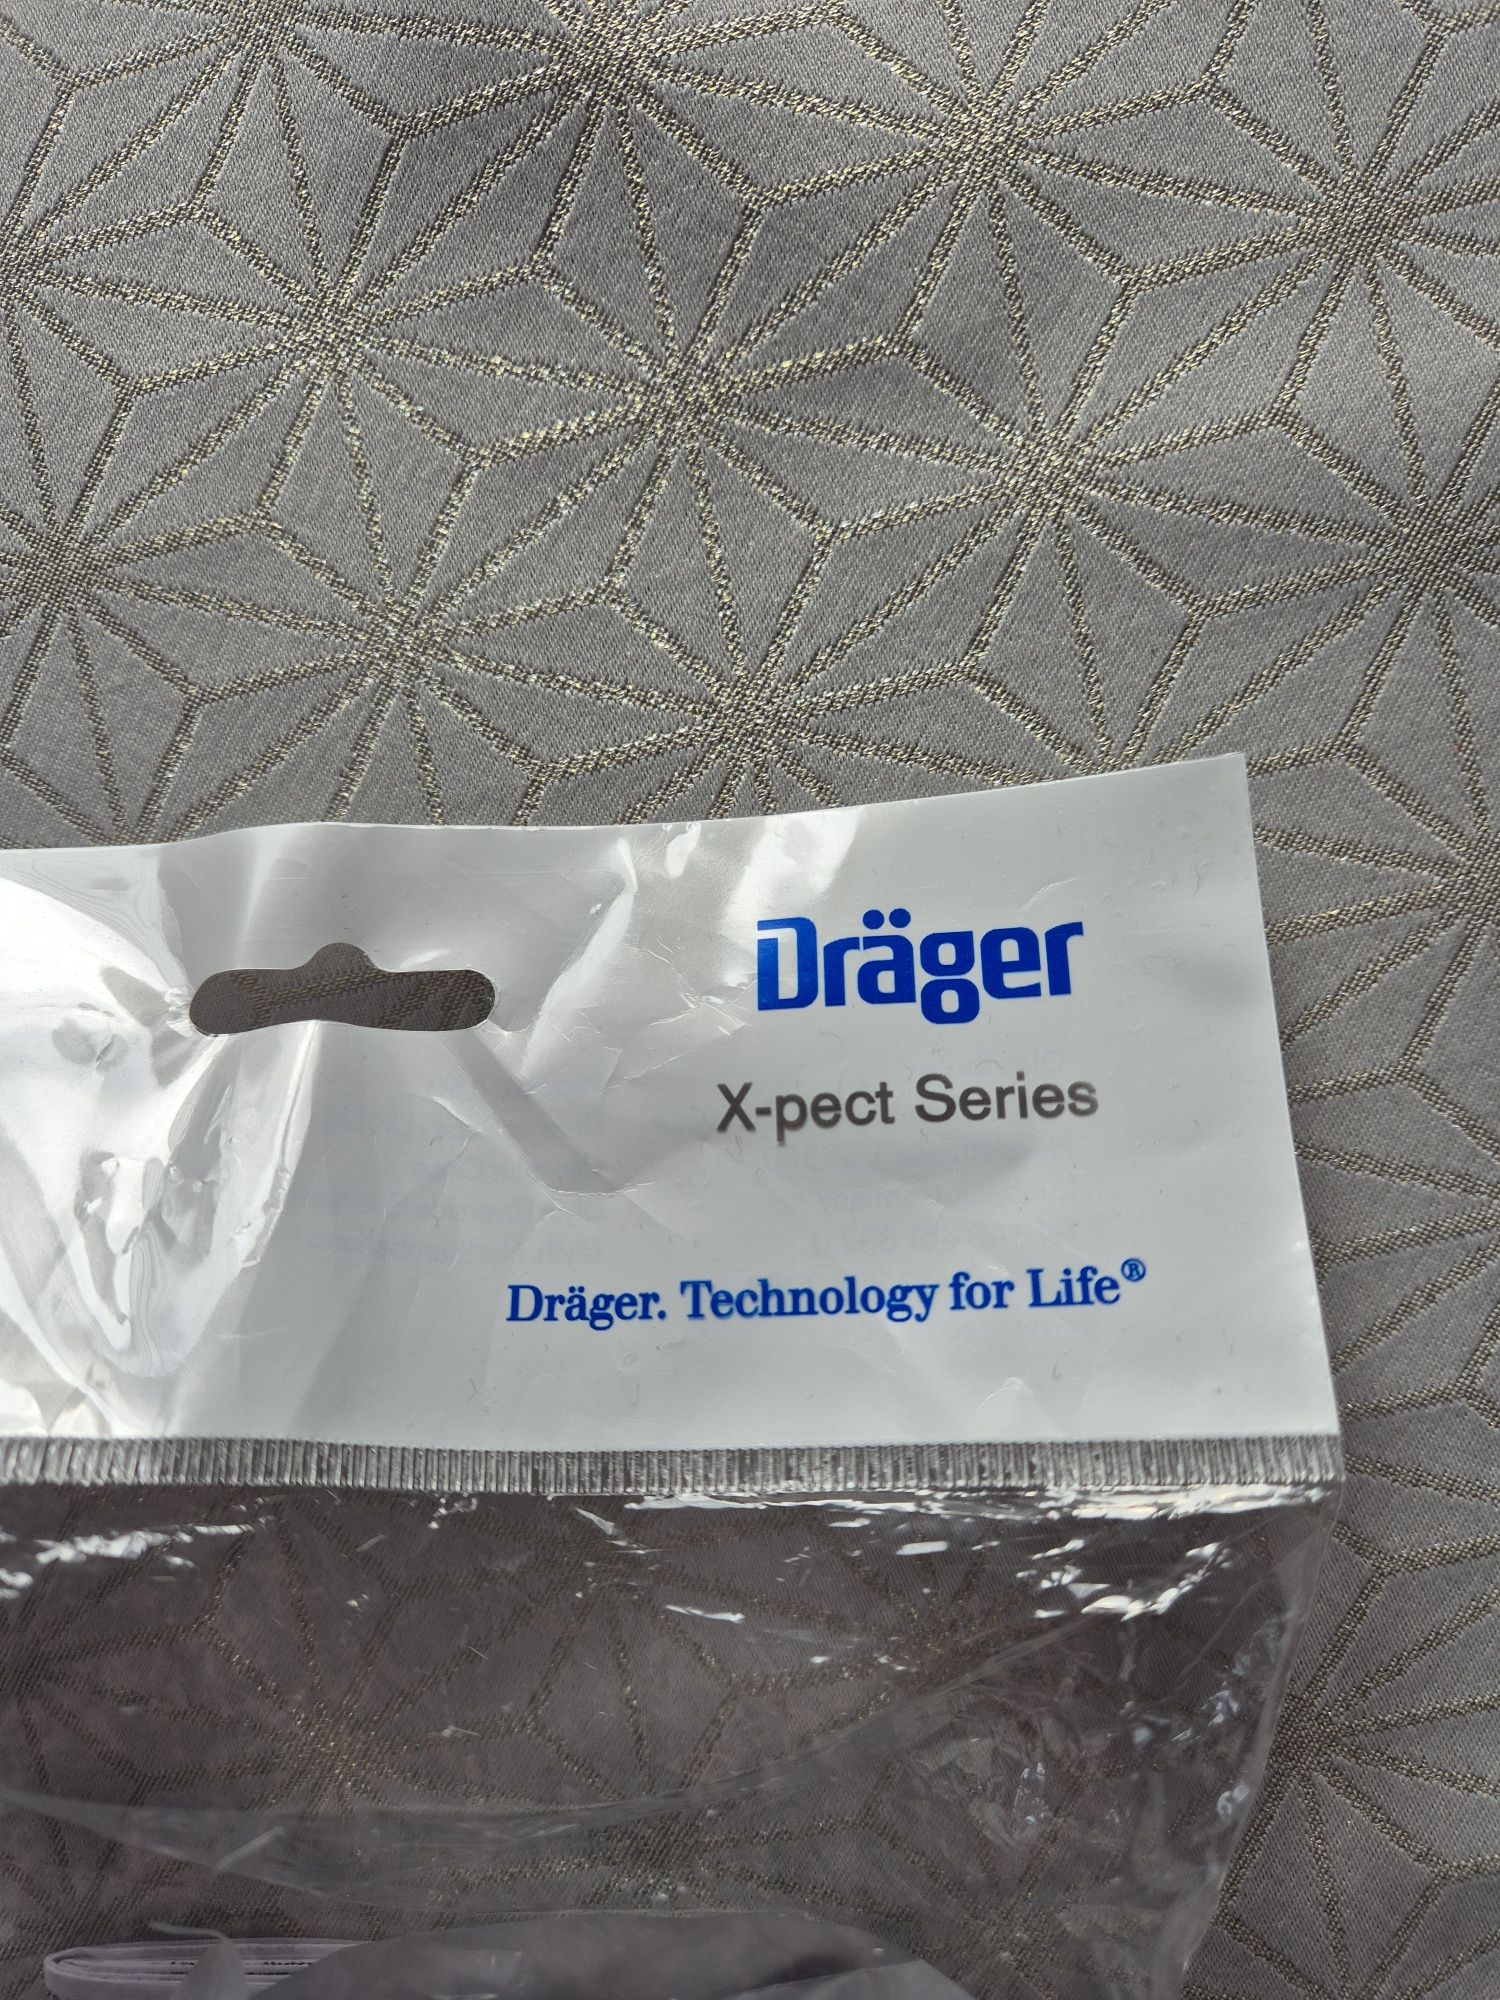 Dräger
X-pect Series
Dräger. Technology for Life®